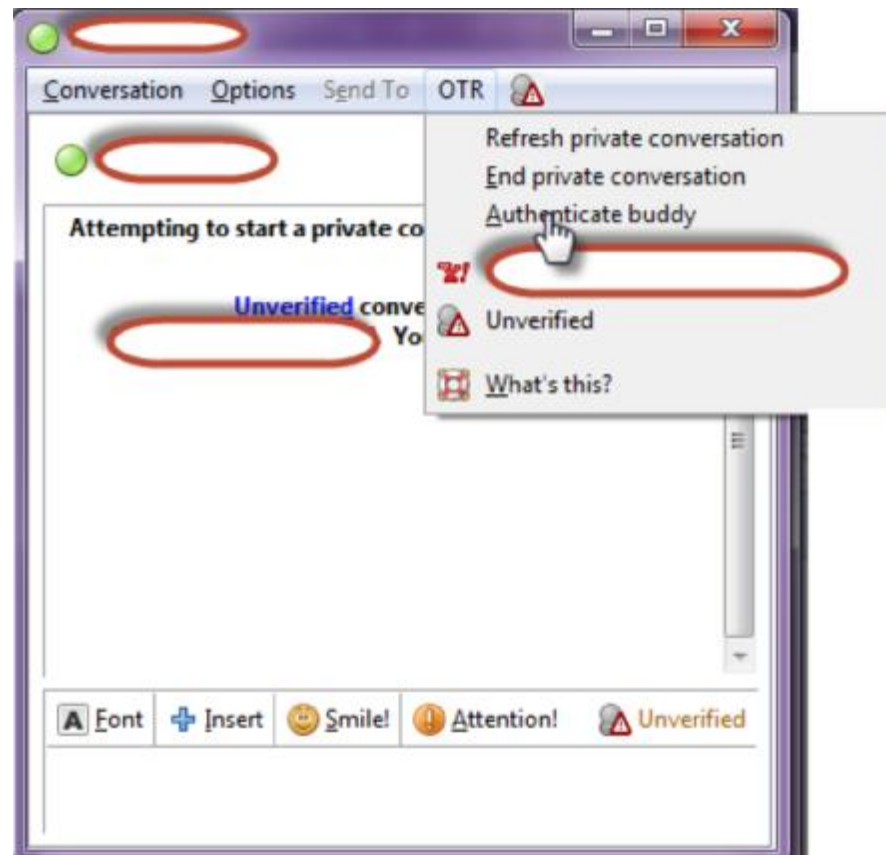 Conversation Options Send To OTR
Refresh private conversation
End private conversation
Authenticate buddy
Attempting to start a private co
Unverified conve
Yo
Unverified
What's this?
A Font Insert Smile! Attention! Unverified